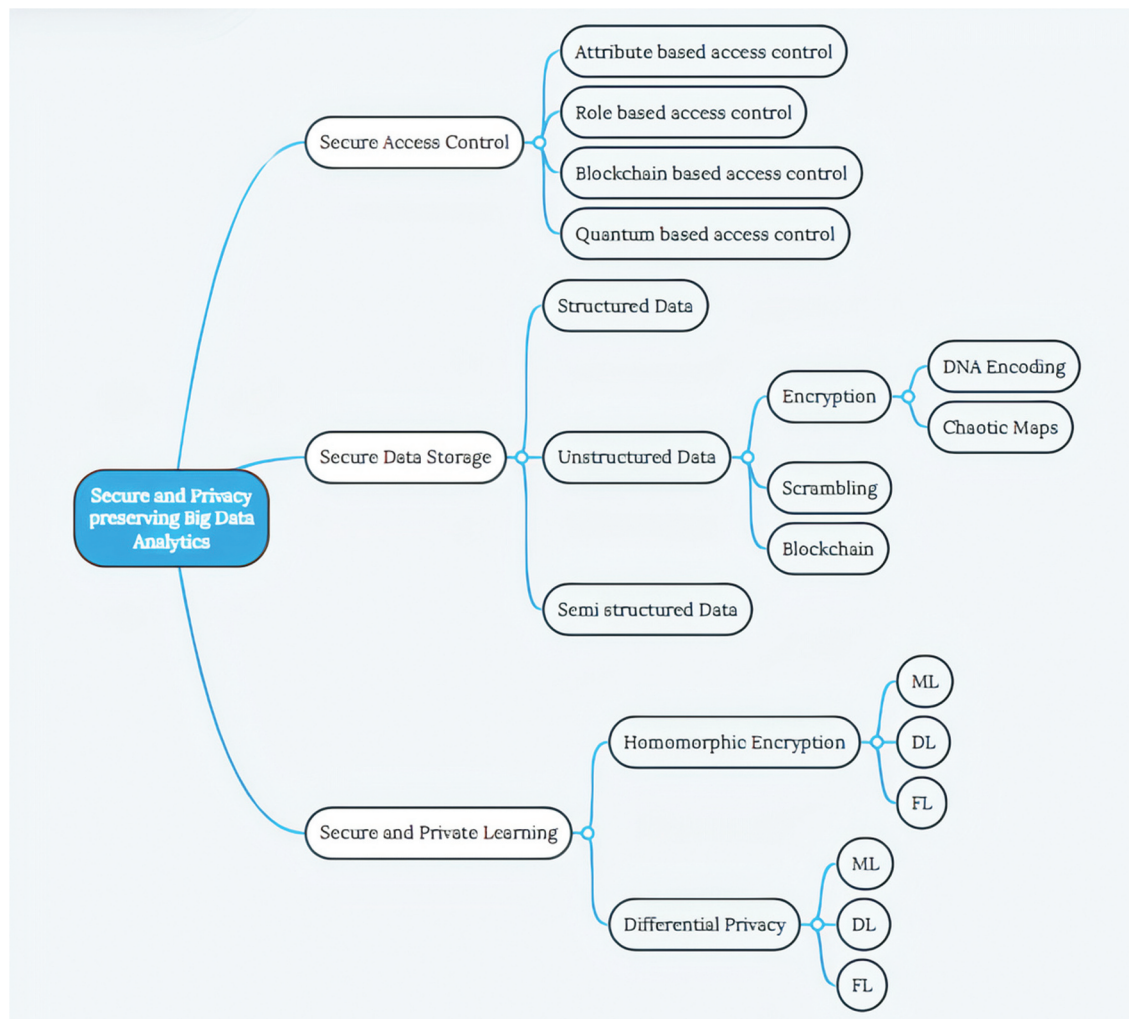 Attribute based access control
Role based access control
Secure Access Control
Blockchain based access control
Quantum based access control
Structured Data
DNA Encoding
Encryption
Chaotic Maps
Secure Data Storage
Unstructured Data
Scrambling
Blockchain
Secure and Privacy
preserving Big Data
Analytics
Semi structured Data
ML
Homomorphic Encryption
DL
FL
Secure and Private Learning
ML
Differential Privacy
DL
FL